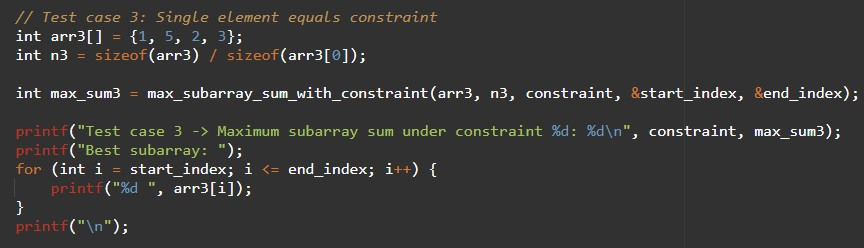 // Test case 3: Single element equals constraint
int arr3[] = {1, 5, 2, 3};
int n3 = sizeof(arr3) / sizeof(arr3[0]);
int max_sum3 = max_subarray_sum_with_constraint(arr3, n3, constraint, &start_index, &end_index);
printf("Test case 3 -> Maximum subarray sum under constraint %d: %d\n", constraint, max_sum3);
printf("Best subarray: ");
for (int i = start_index; i <= end_index; i++) {
printf("%d ", arr3[i]);
}
printf("\n");